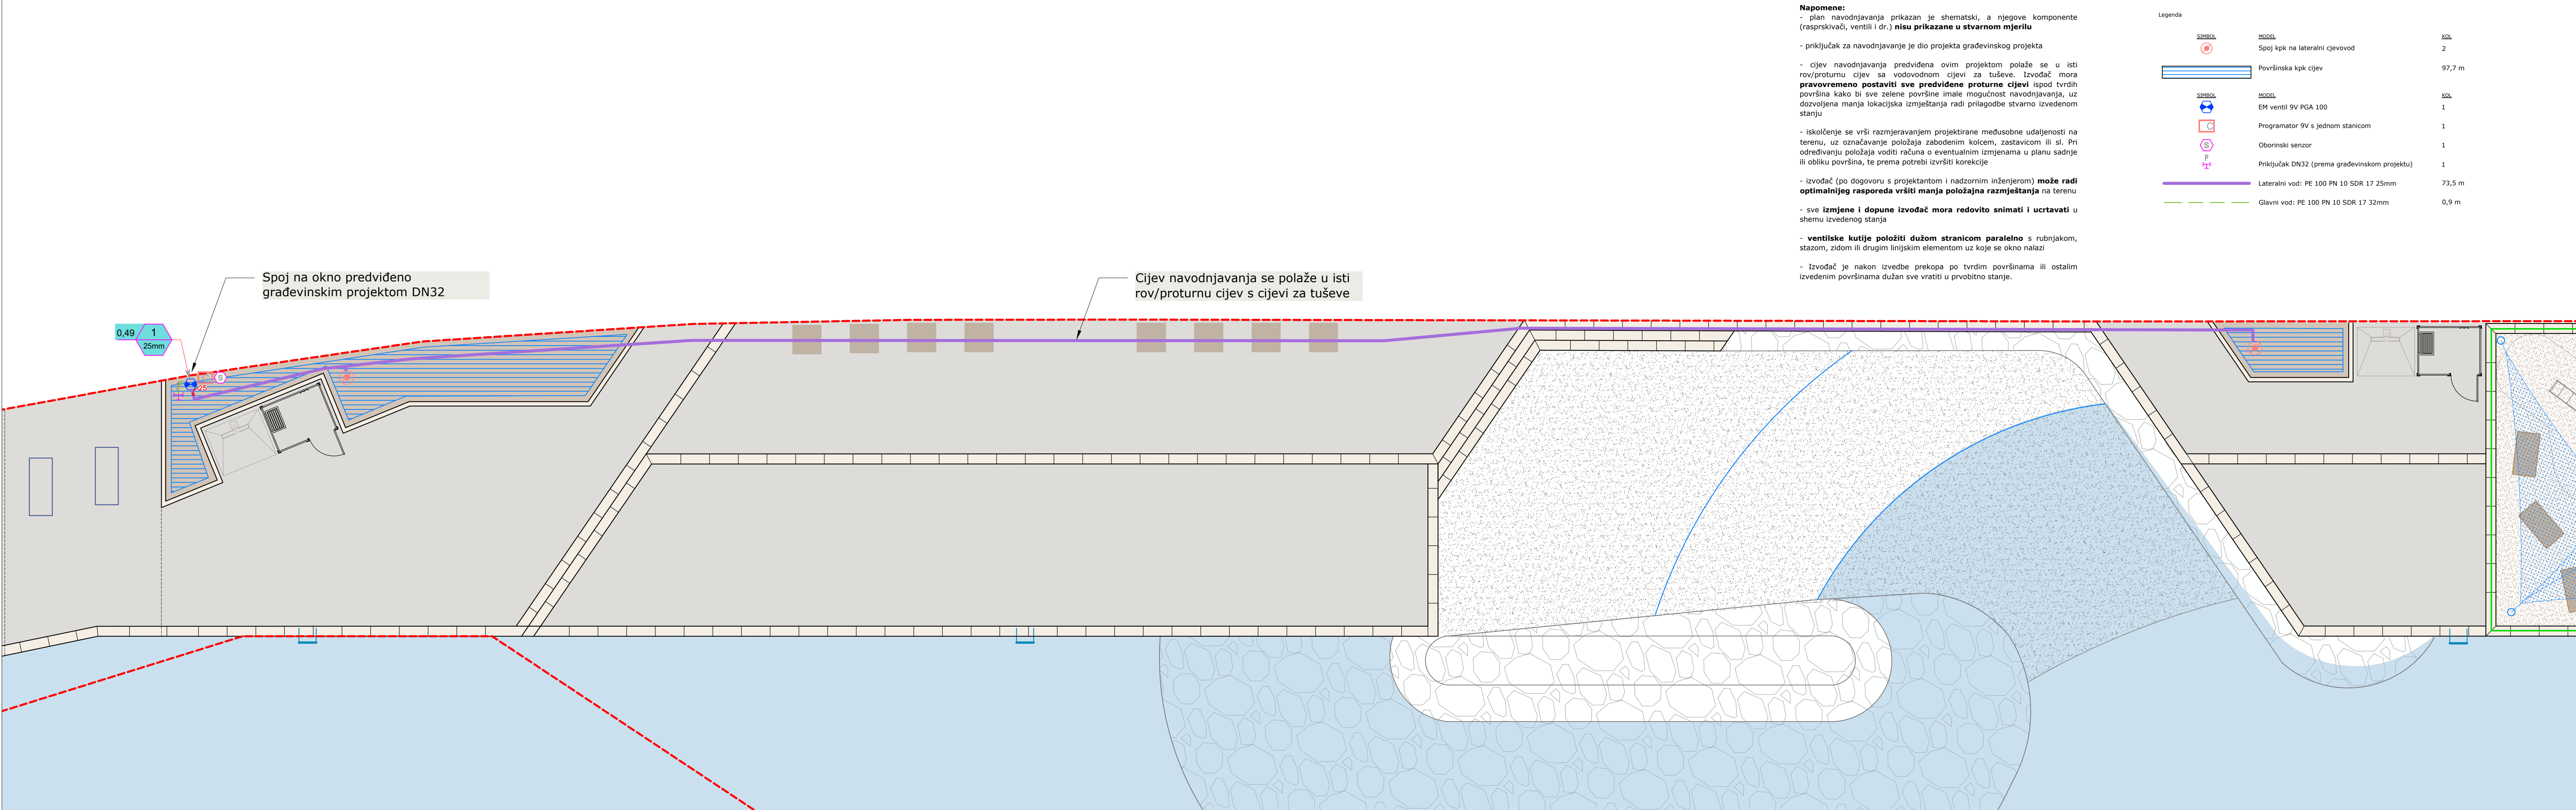 Napomene:
- plan navodnjavanja prikazan je shematski, a njegove komponente
(rasprskivači, ventili i dr.) nisu prikazane u stvarnom mjerilu
- priključak za navodnjavanje je dio projekta građevinskog projekta
- cijev navodnjavanja predviđena ovim projektom polaže se u isti
rov/proturnu cijev sa vodovodnom cijevi za tuševe. Izvođač mora
pravovremeno postaviti sve predviđene proturne cijevi ispod tvrdih
površina kako bi sve zelene površine imale mogućnost navodnjavanja, uz
dozvoljena manja lokacijska izmještanja radi prilagodbe stvarno izvedenom
stanju
- iskolčenje se vrši razmjeravanjem projektirane međusobne udaljenosti na
terenu, uz označavanje položaja zabodenim kolcem, zastavicom ili sl. Pri
određivanju položaja voditi računa o eventualnim izmjenama u planu sadnje
ili obliku površina, te prema potrebi izvršiti korekcije
- izvođač (po dogovoru s projektantom i nadzornim inženjerom) može radi
optimalnijeg rasporeda vršiti manja položajna razmještanja na terenu
- sve izmjene i dopune izvođač mora redovito snimati i ucrtavati u
shemu izvedenog stanja
- ventilske kutije položiti dužom stranicom paralelno s rubnjakom,
stazom, zidom ili drugim linijskim elementom uz koje se okno nalazi
- Izvođač je nakon izvedbe prekopa po tvrdim površinama ili ostalim
izvedenim površinama dužan sve vratiti u prvobitno stanje.
Legenda
SIMBOL MODEL KOL
Spoj kpk na lateralni cjevovod 2
Površinska kpk cijev 97,7 m
SIMBOL MODEL KOL
EM ventil 9V PGA 100 1
C Programator 9V s jednom stanicom 1
S Oborinski senzor 1
P Priključak DN32 (prema građevinskom projektu) 1
Lateralni vod: PE 100 PN 10 SDR 17 25mm 73,5 m
Glavni vod: PE 100 PN 10 SDR 17 32mm 0,9 m
Spoj na okno predviđeno
građevinskim projektom DN32
Cijev navodnjavanja se polaže u isti
rov/proturnu cijev s cijevi za tuševe
0,49 1
25mm
S
25